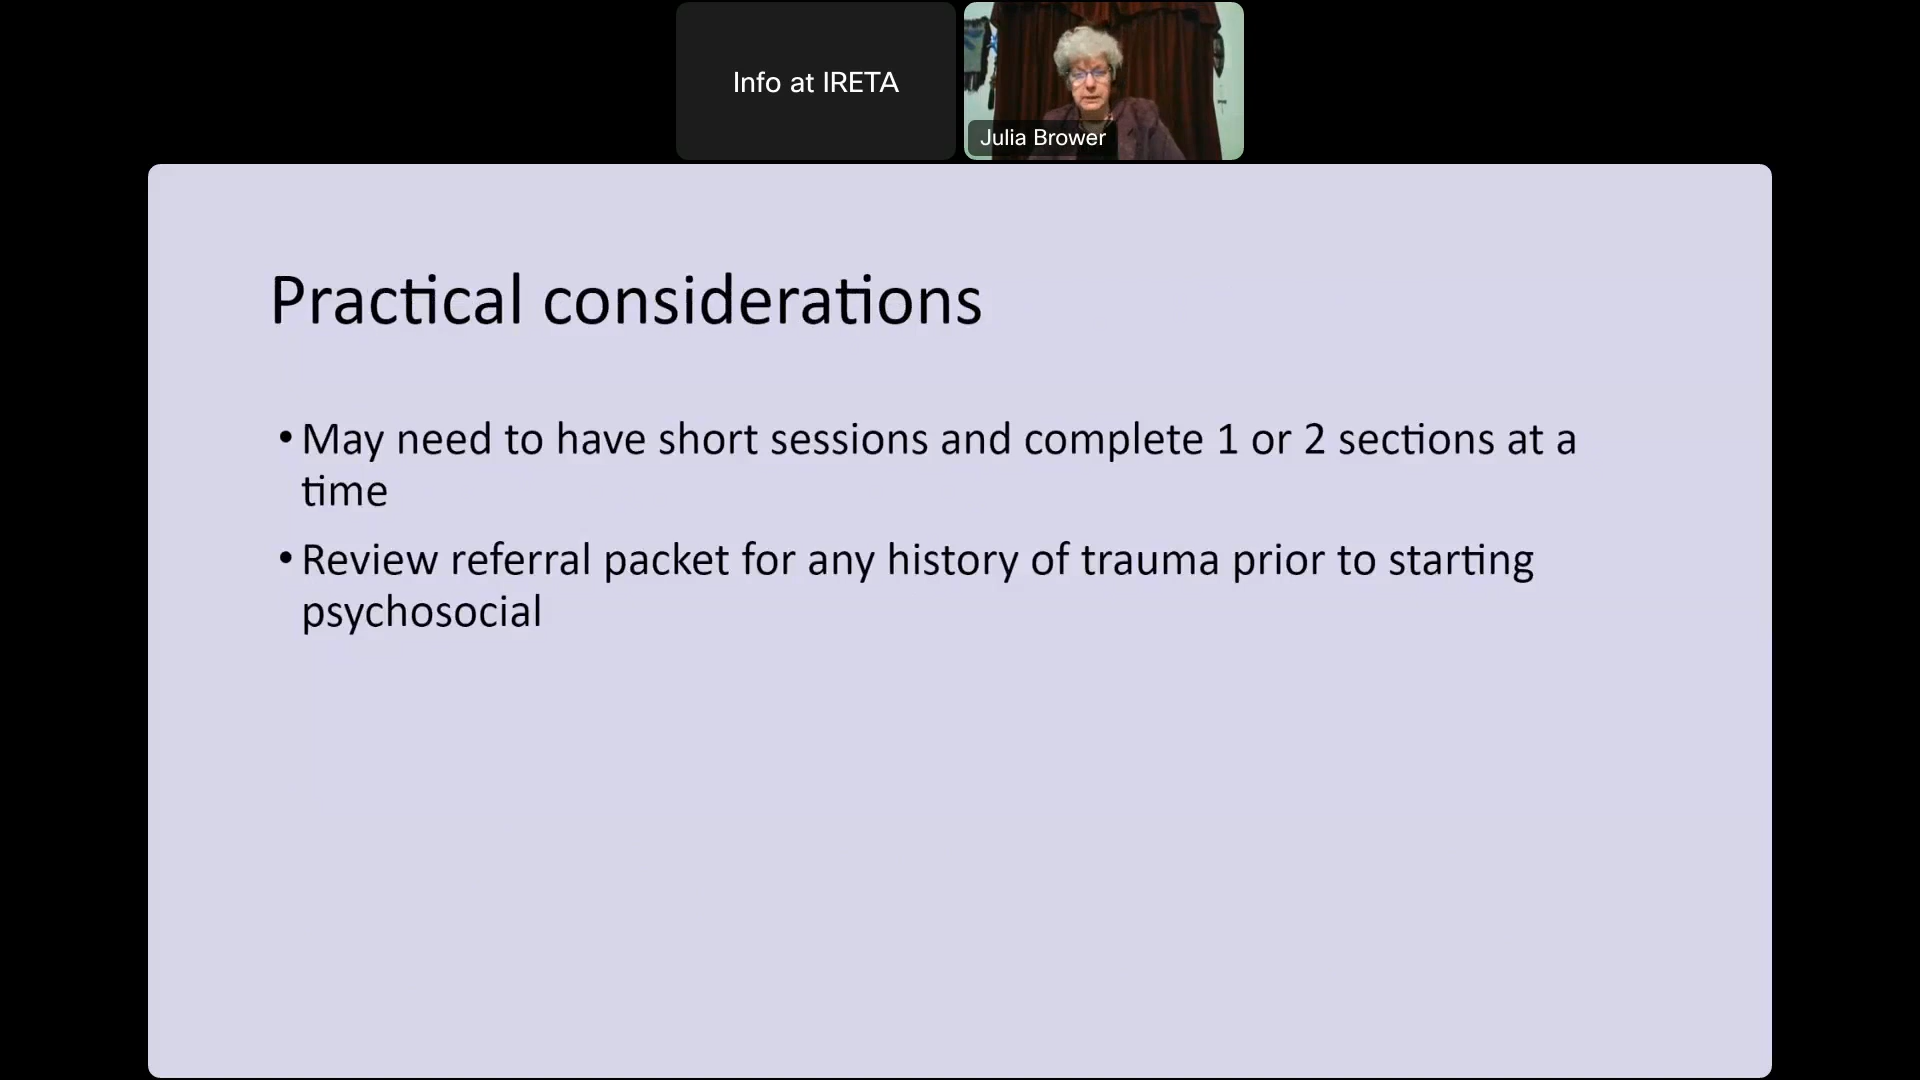 Info at IRETA
Julia Brower
Practical considerations
• May need to have short sessions and complete 1 or 2 sections at a
time
• Review referral packet for any history of trauma prior to starting
psychosocial